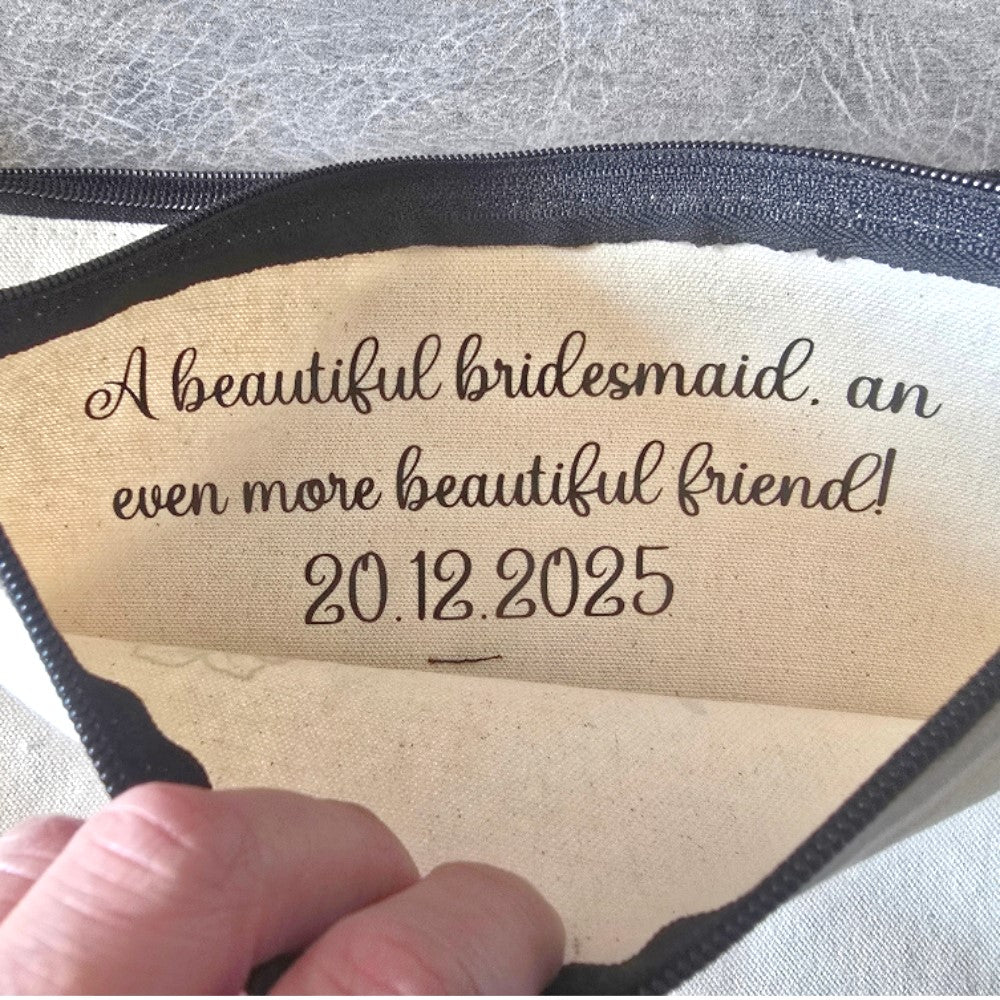 A beautiful bridesmaid. an
even more beautiful friend!
20.12.2025